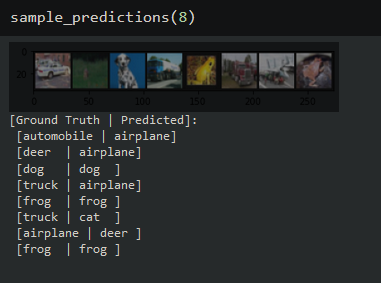 sample_predictions(8)
20
0 50 100 150 200 250
[Ground Truth | Predicted]:
[automobile | airplane]
[deer  | airplane]
[dog   | dog  ]
[truck | airplane]
[frog  | frog ]
[truck | cat  ]
[airplane | deer ]
[frog  | frog ]